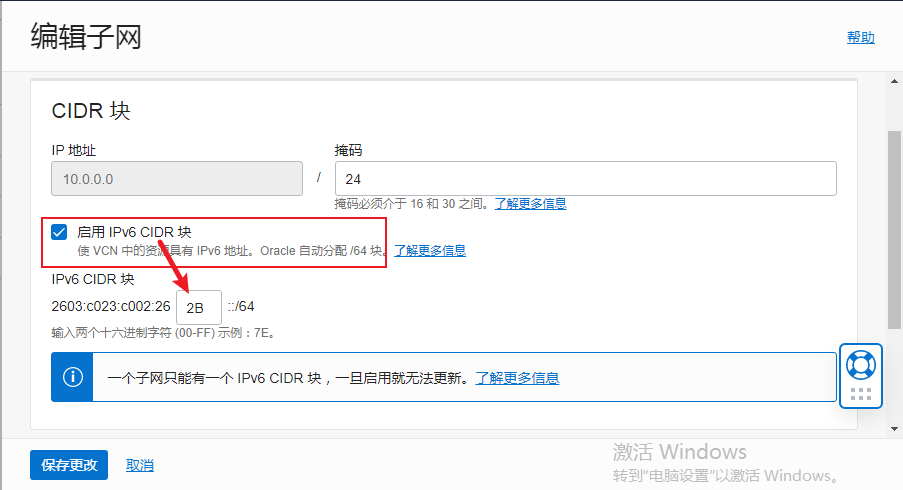 编辑子网
帮助
CIDR 块
IP 地址
掩码
10.0.0.0 / 24
掩码必须介于 16 和 30 之间。了解更多信息
启用 IPv6 CIDR 块
使 VCN 中的资源具有 IPv6 地址。Oracle 自动分配 /64 块。了解更多信息
IPv6 CIDR 块
2603:c023:c002:26 2B ::/64
输入两个十六进制字符 (00-FF) 示例：7E。
一个子网只能有一个 IPv6 CIDR 块，一旦启用就无法更新。了解更多信息
保存更改 取消
激活 Windows
转到"电脑设置"以激活 Windows。